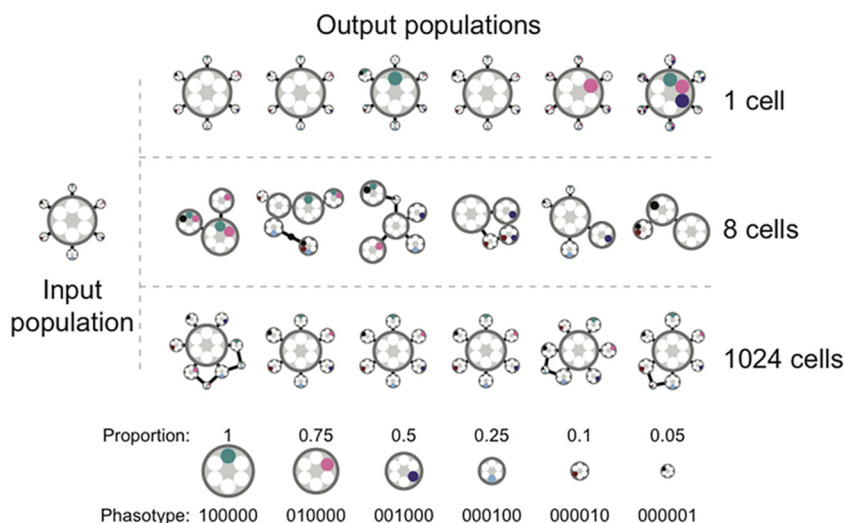 Output populations
1 cell
8 cells
Input
population
1024 cells
Proportion: 1 0.75 0.5 0.25 0.1 0.05
Phasotype: 100000 010000 001000 000100 000010 000001